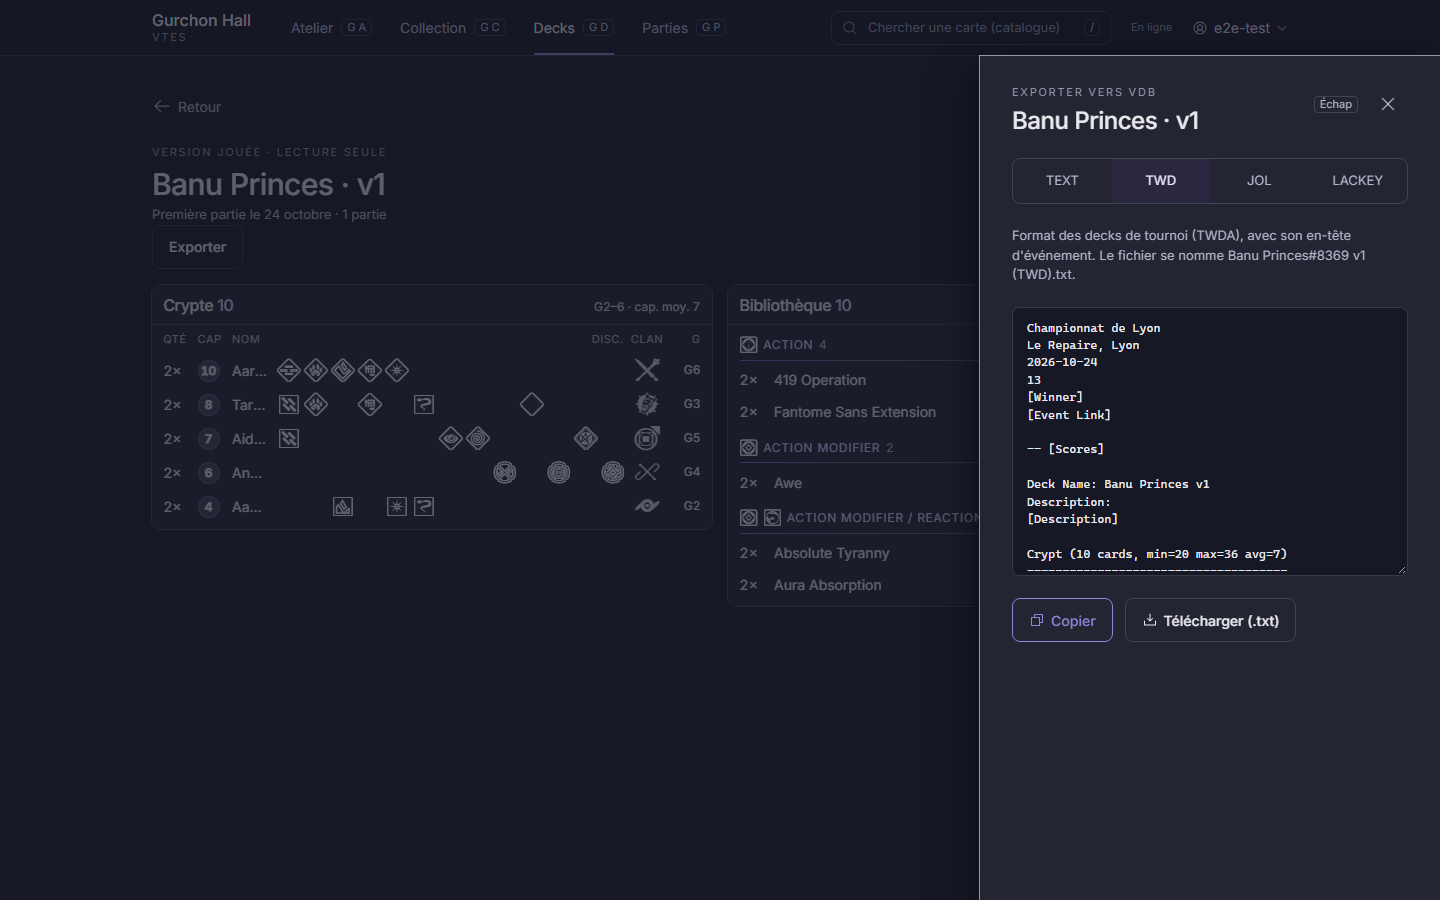 Gurchon Hall
VTES
Atelier G A
Collection G C
Decks G D
Parties G P
Chercher une carte (catalogue) /
En ligne
e2e-test
Retour
VERSION JOUÉE · LECTURE SEULE
Banu Princes · v1
Première partie le 24 octobre · 1 partie
Exporter
Crypte 10
G2–6 · cap. moy. 7
QTÉ CAP NOM DISC. CLAN G
2× 10 Aar... G6
2× 8 Tar... G3
2× 7 Aid... G5
2× 6 An... G4
2× 4 Aa... G2
Bibliothèque 10
ACTION 4
2× 419 Operation
2× Fantome Sans Extension
ACTION MODIFIER 2
2× Awe
ACTION MODIFIER / REACTION
2× Absolute Tyranny
2× Aura Absorption
EXPORTER VERS VDB
Banu Princes · v1
Échap
TEXT TWD JOL LACKEY
Format des decks de tournoi (TWDA), avec son en-tête
d'événement. Le fichier se nomme Banu Princes#8369 v1
(TWD).txt.
Championnat de Lyon
Le Repaire, Lyon
2026-10-24
13
[Winner]
[Event Link]
-- [Scores]
Deck Name: Banu Princes v1
Description:
[Description]
Crypt (10 cards, min=20 max=36 avg=7)
-------------------------------------
Copier
Télécharger (.txt)